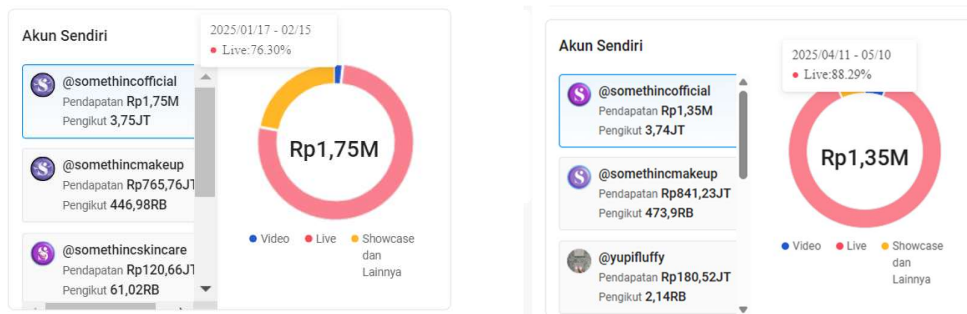 Akun Sendiri
2025/01/17 - 02/15
Live:76.30%
@somethincofficial
Pendapatan Rp1,75M
Pengikut 3,75JT
@somethincmakeup
Pendapatan Rp765,76JT
Pengikut 446,98RB
@somethincskincare
Pendapatan Rp120,66JT
Pengikut 61,02RB
Rp1,75M
Video Live Showcase
dan
Lainnya
Akun Sendiri
2025/04/11 - 05/10
Live:88.29%
@somethincofficial
Pendapatan Rp1,35M
Pengikut 3,74JT
@somethincmakeup
Pendapatan Rp841,23JT
Pengikut 473,9RB
@yupifluffy
Pendapatan Rp180,52JT
Pengikut 2,14RB
Rp1,35M
Video Live Showcase
dan
Lainnya